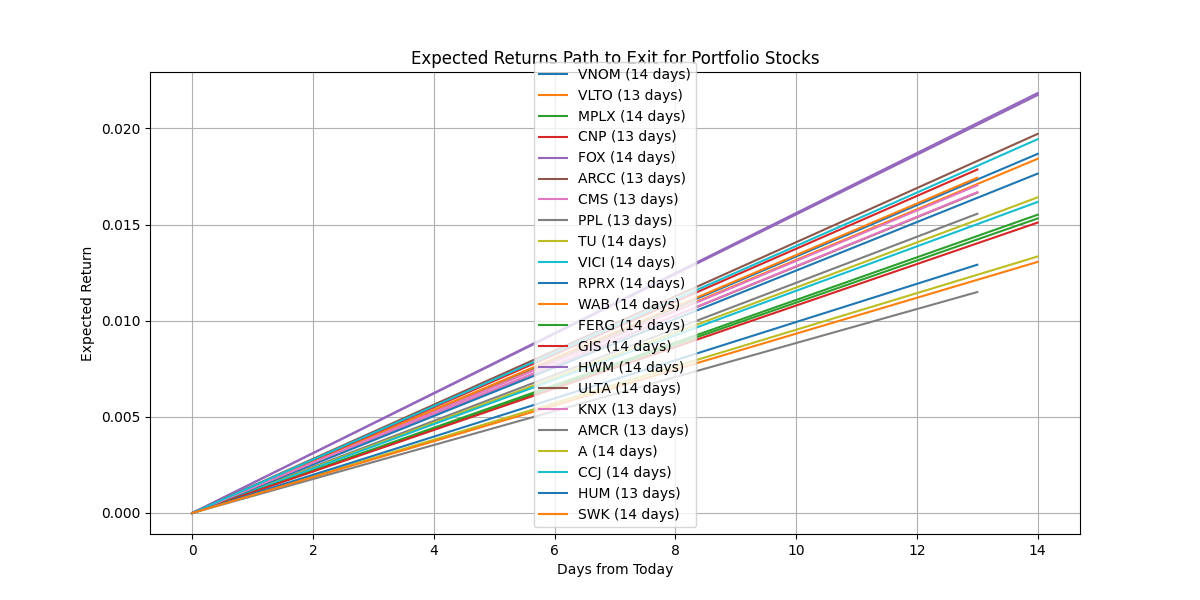 Expected Returns Path to Exit for Portfolio Stocks
VNOM (14 days)
VLTO (13 days)
MPLX (14 days)
CNP (13 days)
FOX (14 days)
ARCC (13 days)
CMS (13 days)
PPL (13 days)
TU (14 days)
VICI (14 days)
RPRX (14 days)
WAB (14 days)
FERG (14 days)
GIS (14 days)
HWM (14 days)
ULTA (14 days)
KNX (13 days)
AMCR (13 days)
A (14 days)
CCJ (14 days)
HUM (13 days)
SWK (14 days)
Expected Return
0.020
0.015
0.010
0.005
0.000
0 2 4 6 8 10 12 14
Days from Today